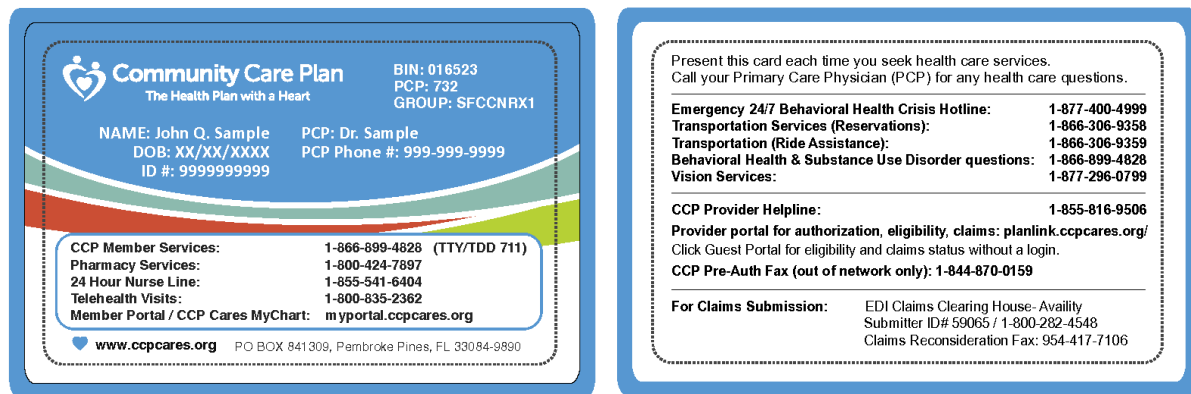 Community Care Plan
The Health Plan with a Heart
BIN: 016523
PCP: 732
GROUP: SFCCNRX1
NAME: John Q. Sample
DOB: XX/XX/XXXX
ID #: 9999999999
PCP: Dr. Sample
PCP Phone #: 999-999-9999
CCP Member Services: 1-866-899-4828 (TTY/TDD 711)
Pharmacy Services: 1-800-424-7897
24 Hour Nurse Line: 1-855-541-6404
Telehealth Visits: 1-800-835-2362
Member Portal / CCP Cares MyChart: myportal.ccpcares.org
www.ccpcares.org PO BOX 841309, Pembroke Pines, FL 33084-9890
Present this card each time you seek health care services.
Call your Primary Care Physician (PCP) for any health care questions.
Emergency 24/7 Behavioral Health Crisis Hotline: 1-877-400-4999
Transportation Services (Reservations): 1-866-306-9358
Transportation (Ride Assistance): 1-866-306-9359
Behavioral Health & Substance Use Disorder questions: 1-866-899-4828
Vision Services: 1-877-296-0799
CCP Provider Helpline: 1-855-816-9506
Provider portal for authorization, eligibility, claims: planlink.ccpcares.org/
Click Guest Portal for eligibility and claims status without a login.
CCP Pre-Auth Fax (out of network only): 1-844-870-0159
For Claims Submission: EDI Claims Clearing House- Availity
Submitter ID# 59065 / 1-800-282-4548
Claims Reconsideration Fax: 954-417-7106